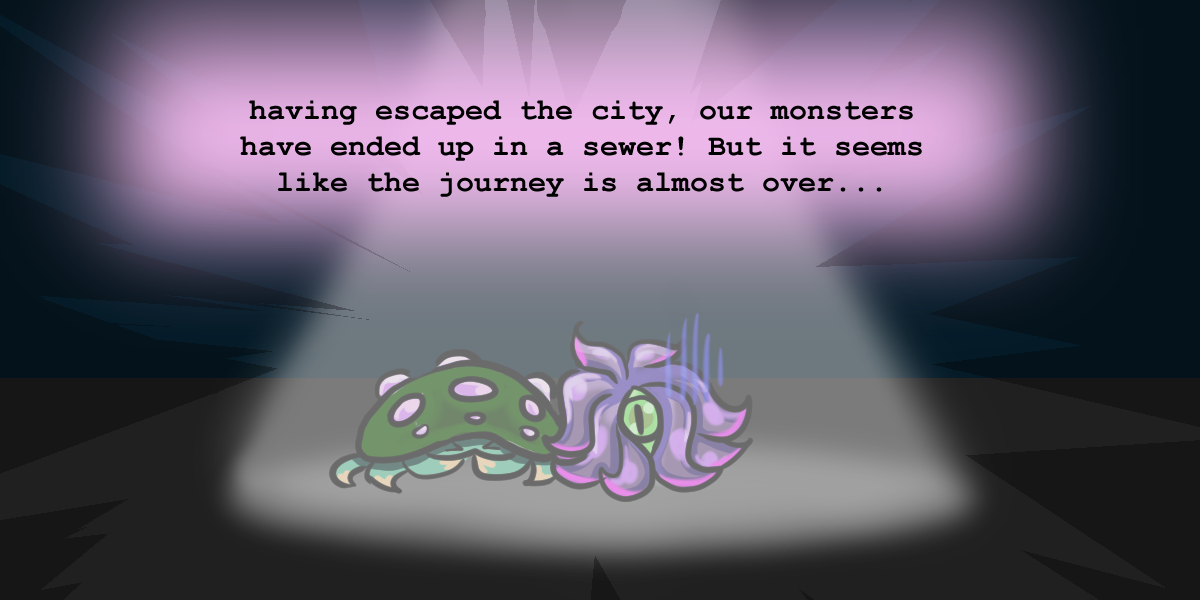 having escaped the city, our monsters
have ended up in a sewer! But it seems
like the journey is almost over...